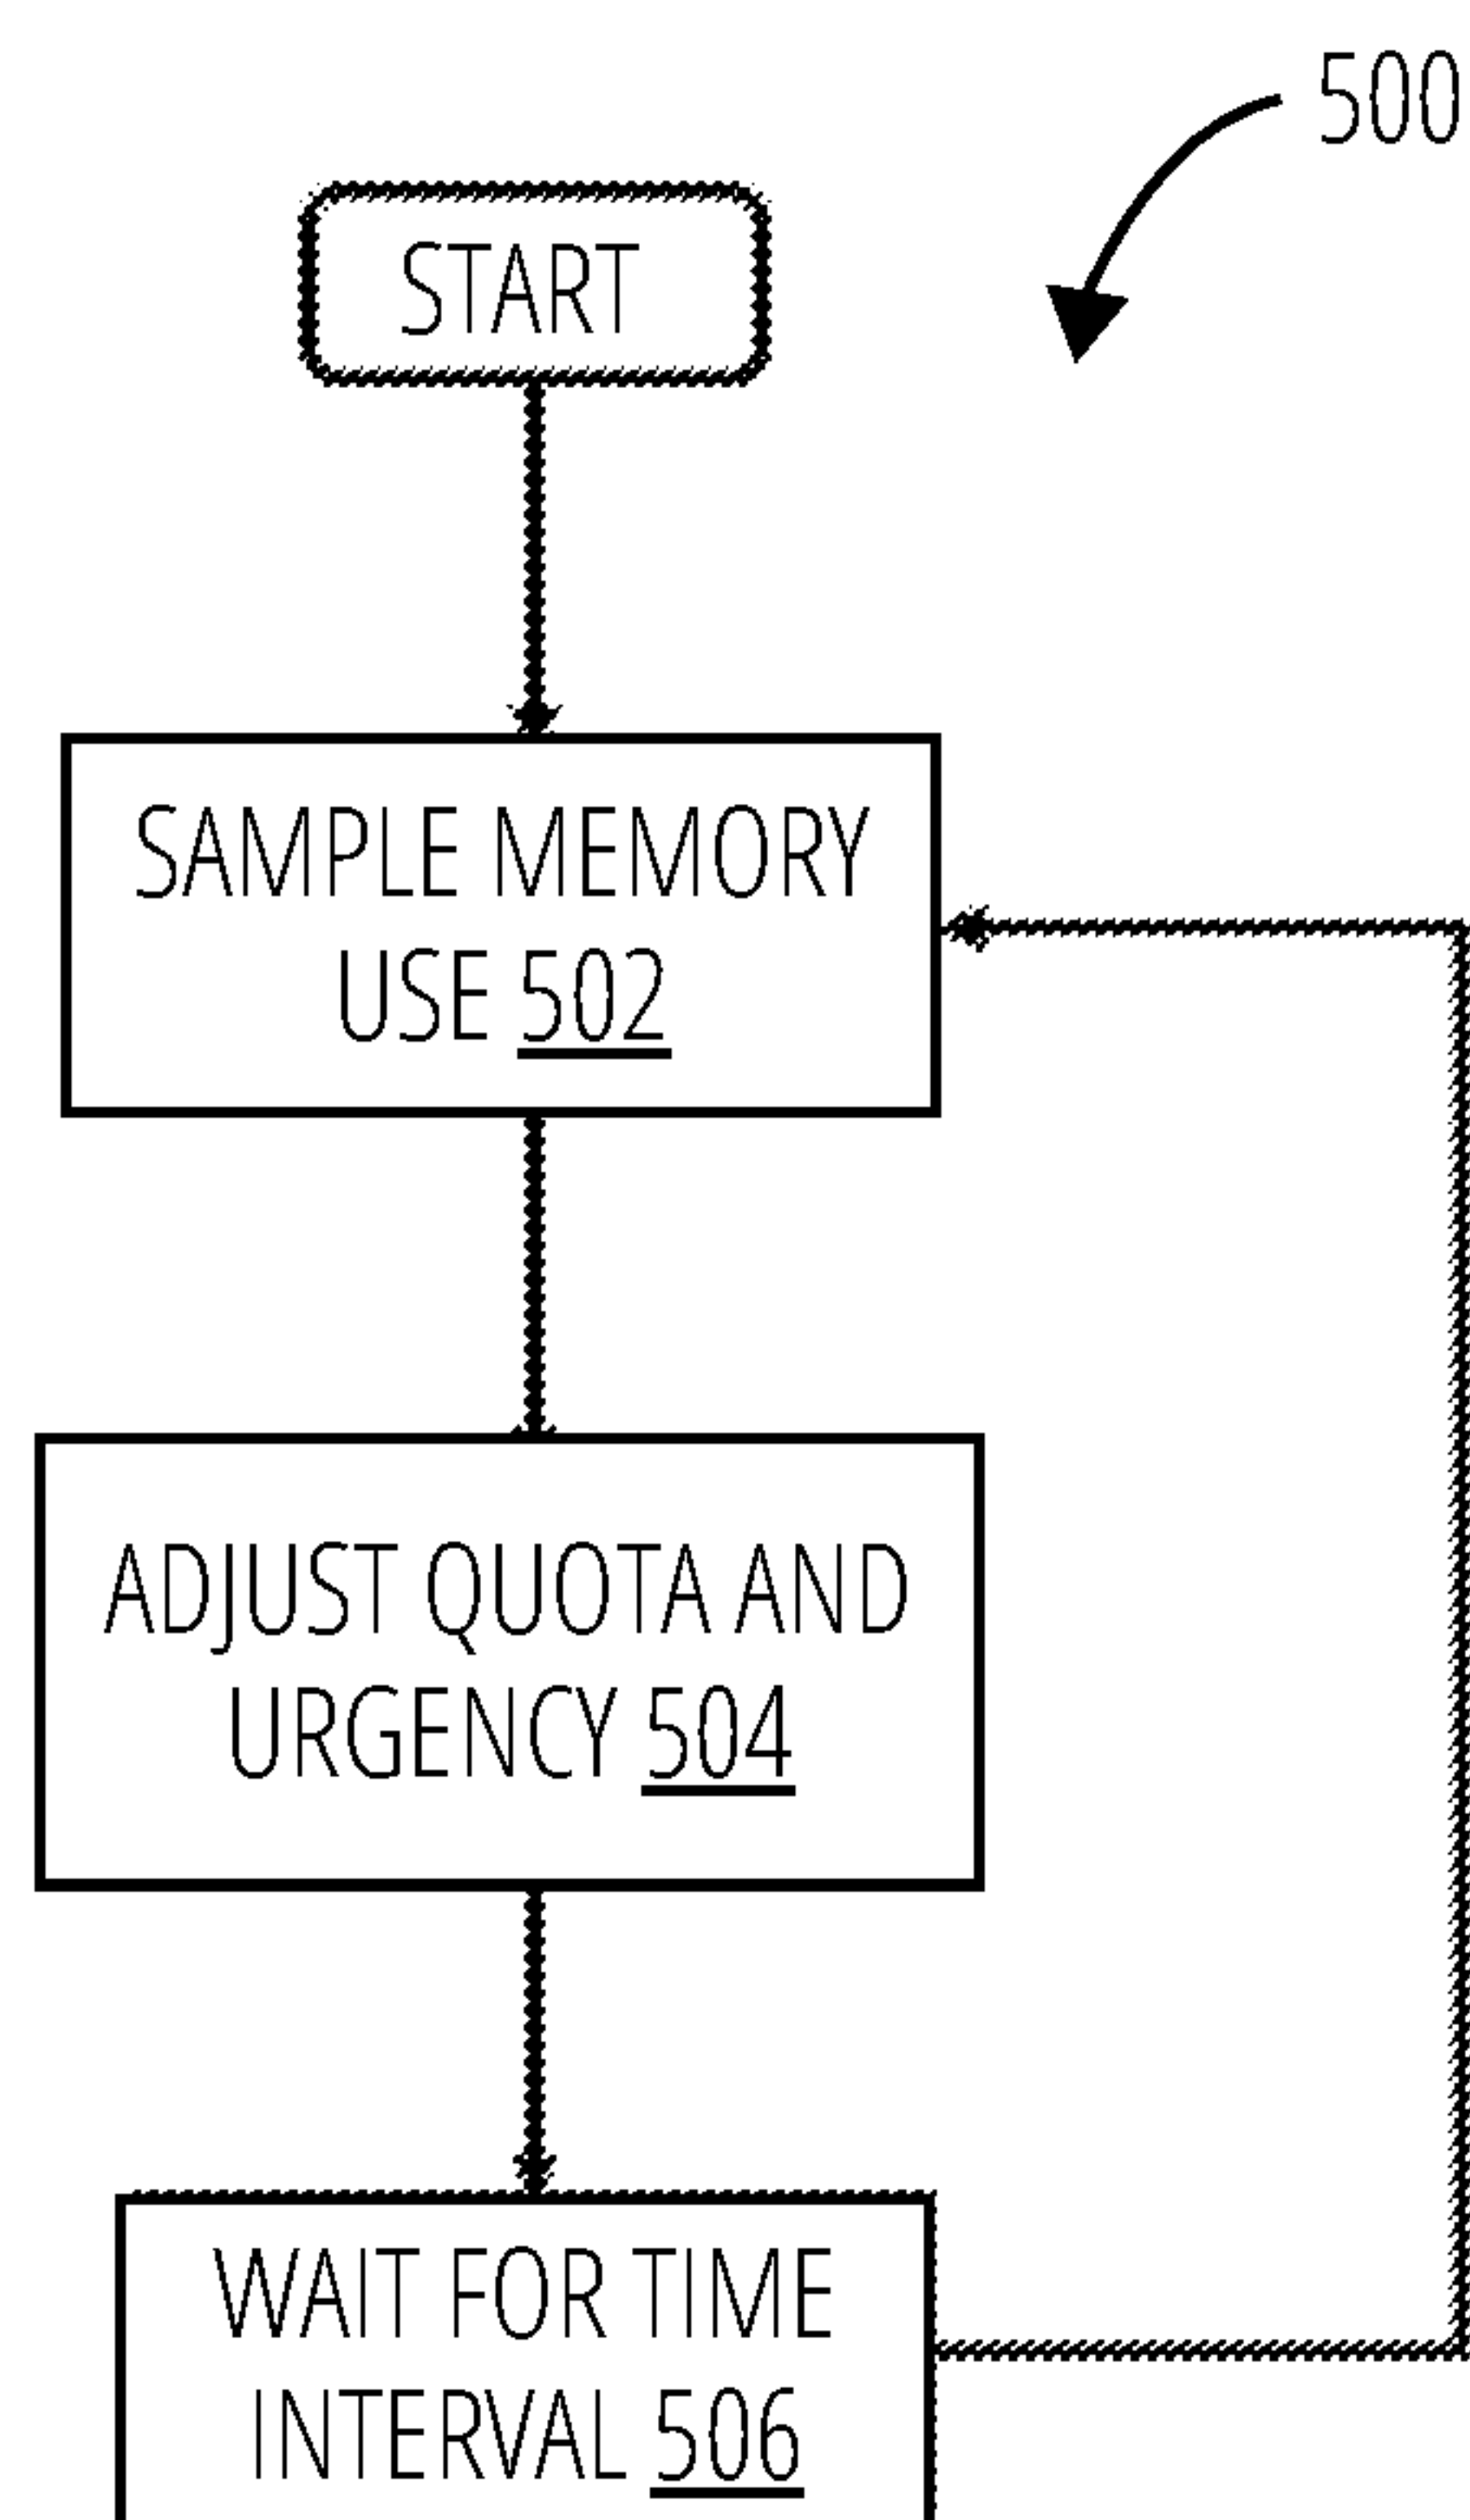 500
START
SAMPLE MEMORY
USE 502
ADJUST QUOTA AND
URGENCY 504
WAIT FOR TIME
INTERVAL 506